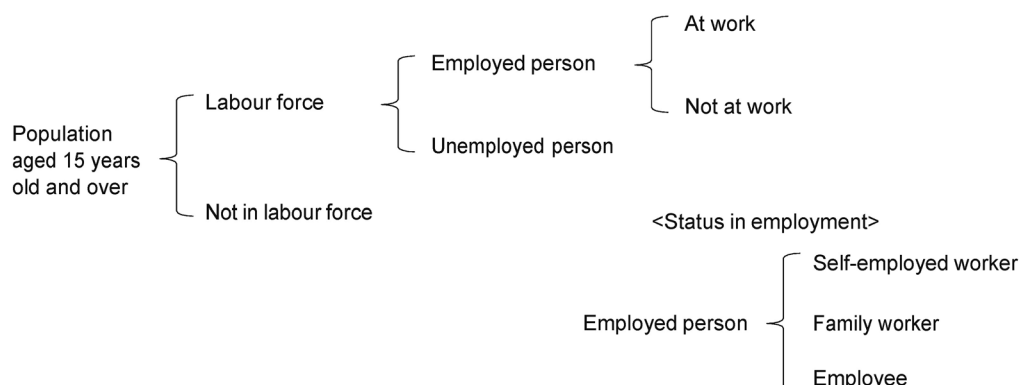 At work
Employed person
Labour force
Not at work
Population
aged 15 years
old and over
Unemployed person
Not in labour force
<Status in employment>
Self-employed worker
Employed person
Family worker
Employee